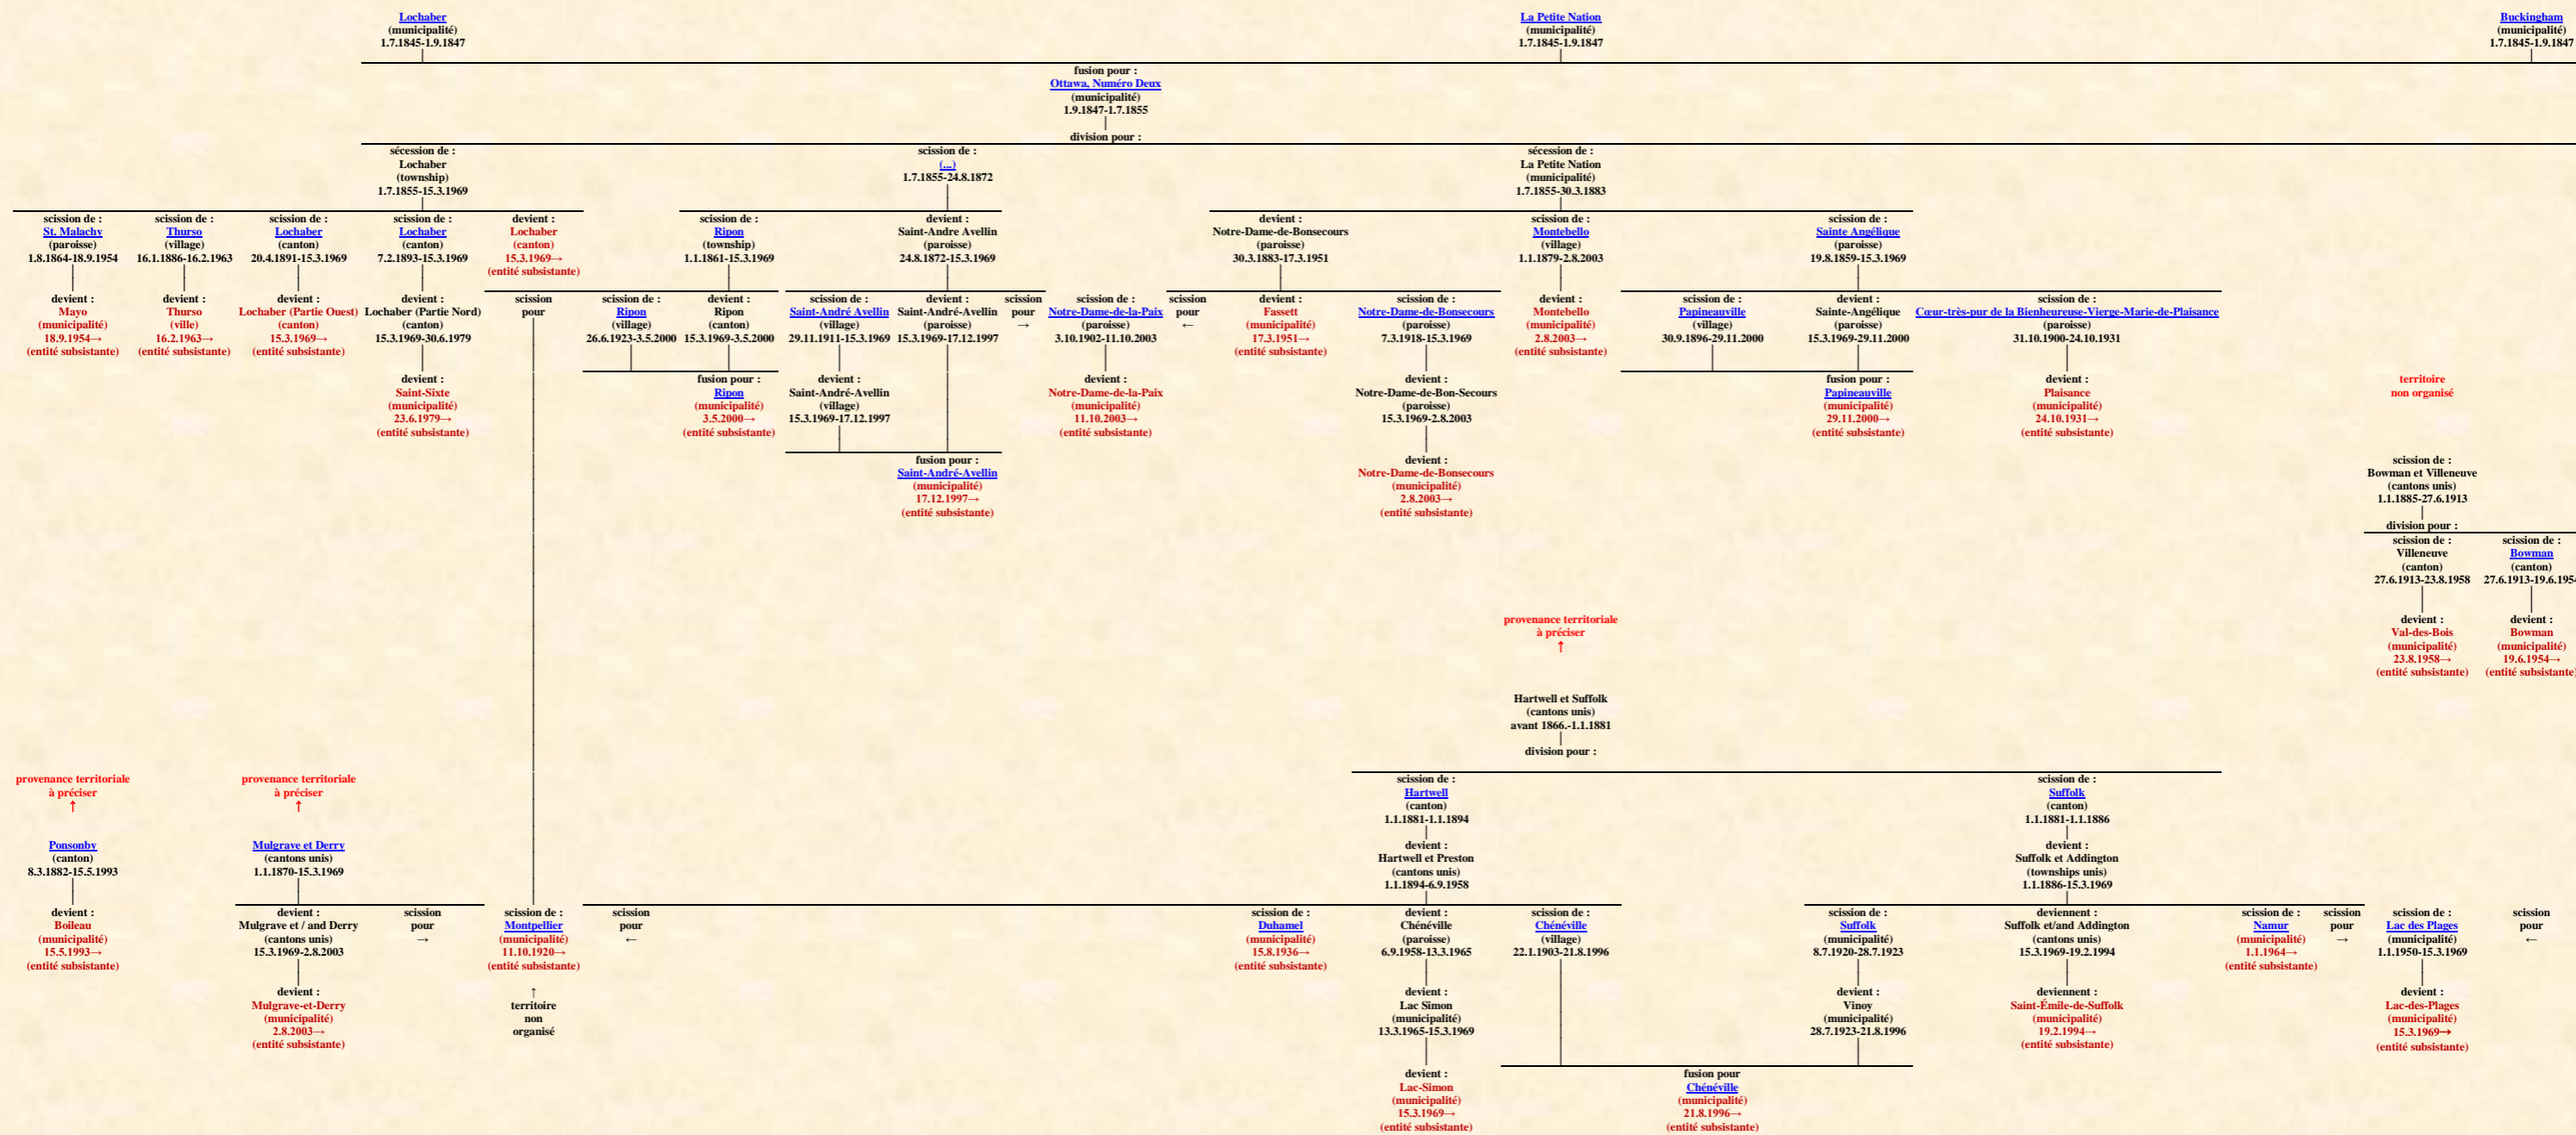 Lochaber
(municipalité)
1.7.1845-1.9.1847
La Petite Nation
(municipalité)
1.7.1845-1.9.1847
Buckingham
(municipalité)
1.7.1845-1.9.1847
fusion pour :
Ottawa, Numéro Deux
(municipalité)
1.9.1847-1.7.1855
division pour :
sécession de :
Lochaber
(township)
1.7.1855-15.3.1969
scission de :
(...)
1.7.1855-24.8.1872
sécession de :
La Petite Nation
(municipalité)
1.7.1855-30.3.1883
scission de :
St. Malachy
(paroisse)
1.8.1864-18.9.1954
scission de :
Thurso
(village)
16.1.1886-16.2.1963
scission de :
Lochaber
(canton)
20.4.1891-15.3.1969
scission de :
Lochaber
(canton)
7.2.1893-15.3.1969
devient :
Lochaber
(canton)
15.3.1969→
(entité subsistante)
scission de :
Ripon
(township)
1.1.1861-15.3.1969
devient :
Saint-Andre Avellin
(paroisse)
24.8.1872-15.3.1969
devient :
Notre-Dame-de-Bonsecours
(paroisse)
30.3.1883-17.3.1951
scission de :
Montebello
(village)
1.1.1879-2.8.2003
scission de :
Sainte Angélique
(paroisse)
19.8.1859-15.3.1969
devient :
Mayo
(municipalité)
18.9.1954→
(entité subsistante)
devient :
Thurso
(ville)
16.2.1963→
(entité subsistante)
devient :
Lochaber (Partie Ouest)
(canton)
15.3.1969→
(entité subsistante)
devient :
Lochaber (Partie Nord)
(canton)
15.3.1969-30.6.1979
scission
pour
scission de :
Ripon
(village)
26.6.1923-3.5.2000
devient :
Ripon
(canton)
15.3.1969-3.5.2000
scission de :
Saint-André Avellin
(village)
29.11.1911-15.3.1969
devient :
Saint-André-Avellin
(paroisse)
15.3.1969-17.12.1997
scission
pour
→
scission de :
Notre-Dame-de-la-Paix
(paroisse)
3.10.1902-11.10.2003
scission
pour
←
devient :
Fassett
(municipalité)
17.3.1951→
(entité subsistante)
scission de :
Notre-Dame-de-Bonsecours
(paroisse)
7.3.1918-15.3.1969
devient :
Montebello
(municipalité)
2.8.2003→
(entité subsistante)
scission de :
Papineauville
(village)
30.9.1896-29.11.2000
devient :
Sainte-Angélique
(paroisse)
15.3.1969-29.11.2000
scission de :
Cœur-très-pur de la Bienheureuse-Vierge-Marie-de-Plaisance
(paroisse)
31.10.1900-24.10.1931
devient :
Saint-Sixte
(municipalité)
23.6.1979→
(entité subsistante)
fusion pour :
Ripon
(municipalité)
3.5.2000→
(entité subsistante)
devient :
Saint-André-Avellin
(village)
15.3.1969-17.12.1997
devient :
Notre-Dame-de-la-Paix
(municipalité)
11.10.2003→
(entité subsistante)
devient :
Notre-Dame-de-Bon-Secours
(paroisse)
15.3.1969-2.8.2003
fusion pour :
Papineauville
(municipalité)
29.11.2000→
(entité subsistante)
devient :
Plaisance
(municipalité)
24.10.1931→
(entité subsistante)
territoire
non organisé
fusion pour :
Saint-André-Avellin
(municipalité)
17.12.1997→
(entité subsistante)
devient :
Notre-Dame-de-Bonsecours
(municipalité)
2.8.2003→
(entité subsistante)
scission de :
Bowman et Villeneuve
(cantons unis)
1.1.1885-27.6.1913
division pour :
scission de :
Villeneuve
(canton)
27.6.1913-23.8.1958
scission de :
Bowman
(canton)
27.6.1913-19.6.1954
devient :
Val-des-Bois
(municipalité)
23.8.1958→
(entité subsistante)
devient :
Bowman
(municipalité)
19.6.1954→
(entité subsistante)
provenance territoriale
à préciser
↑
Hartwell et Suffolk
(cantons unis)
avant 1866.-1.1.1881
division pour :
provenance territoriale
à préciser
↑
provenance territoriale
à préciser
↑
scission de :
Hartwell
(canton)
1.1.1881-1.1.1894
scission de :
Suffolk
(canton)
1.1.1881-1.1.1886
Ponsonby
(canton)
8.3.1882-15.5.1993
Mulgrave et Derry
(cantons unis)
1.1.1870-15.3.1969
devient :
Hartwell et Preston
(cantons unis)
1.1.1894-6.9.1958
devient :
Suffolk et Addington
(townships unis)
1.1.1886-15.3.1969
devient :
Boileau
(municipalité)
15.5.1993→
(entité subsistante)
devient :
Mulgrave et / and Derry
(cantons unis)
15.3.1969-2.8.2003
scission
pour
→
scission de :
Montpellier
(municipalité)
11.10.1920→
(entité subsistante)
scission
pour
←
scission de :
Duhamel
(municipalité)
15.8.1936→
(entité subsistante)
devient :
Chénéville
(paroisse)
6.9.1958-13.3.1965
scission de :
Chénéville
(village)
22.1.1903-21.8.1996
scission de :
Suffolk
(municipalité)
8.7.1920-28.7.1923
deviennent :
Suffolk et/and Addington
(cantons unis)
15.3.1969-19.2.1994
scission de :
Namur
(municipalité)
1.1.1964→
(entité subsistante)
scission
pour
→
scission de :
Lac des Plages
(municipalité)
1.1.1950-15.3.1969
scission
pour
←
devient :
Mulgrave-et-Derry
(municipalité)
2.8.2003→
(entité subsistante)
↑
territoire
non
organisé
devient :
Lac Simon
(municipalité)
13.3.1965-15.3.1969
devient :
Vinoy
(municipalité)
28.7.1923-21.8.1996
deviennent :
Saint-Émile-de-Suffolk
(municipalité)
19.2.1994→
(entité subsistante)
devient :
Lac-des-Plages
(municipalité)
15.3.1969→
(entité subsistante)
devient :
Lac-Simon
(municipalité)
15.3.1969→
(entité subsistante)
fusion pour
Chénéville
(municipalité)
21.8.1996→
(entité subsistante)